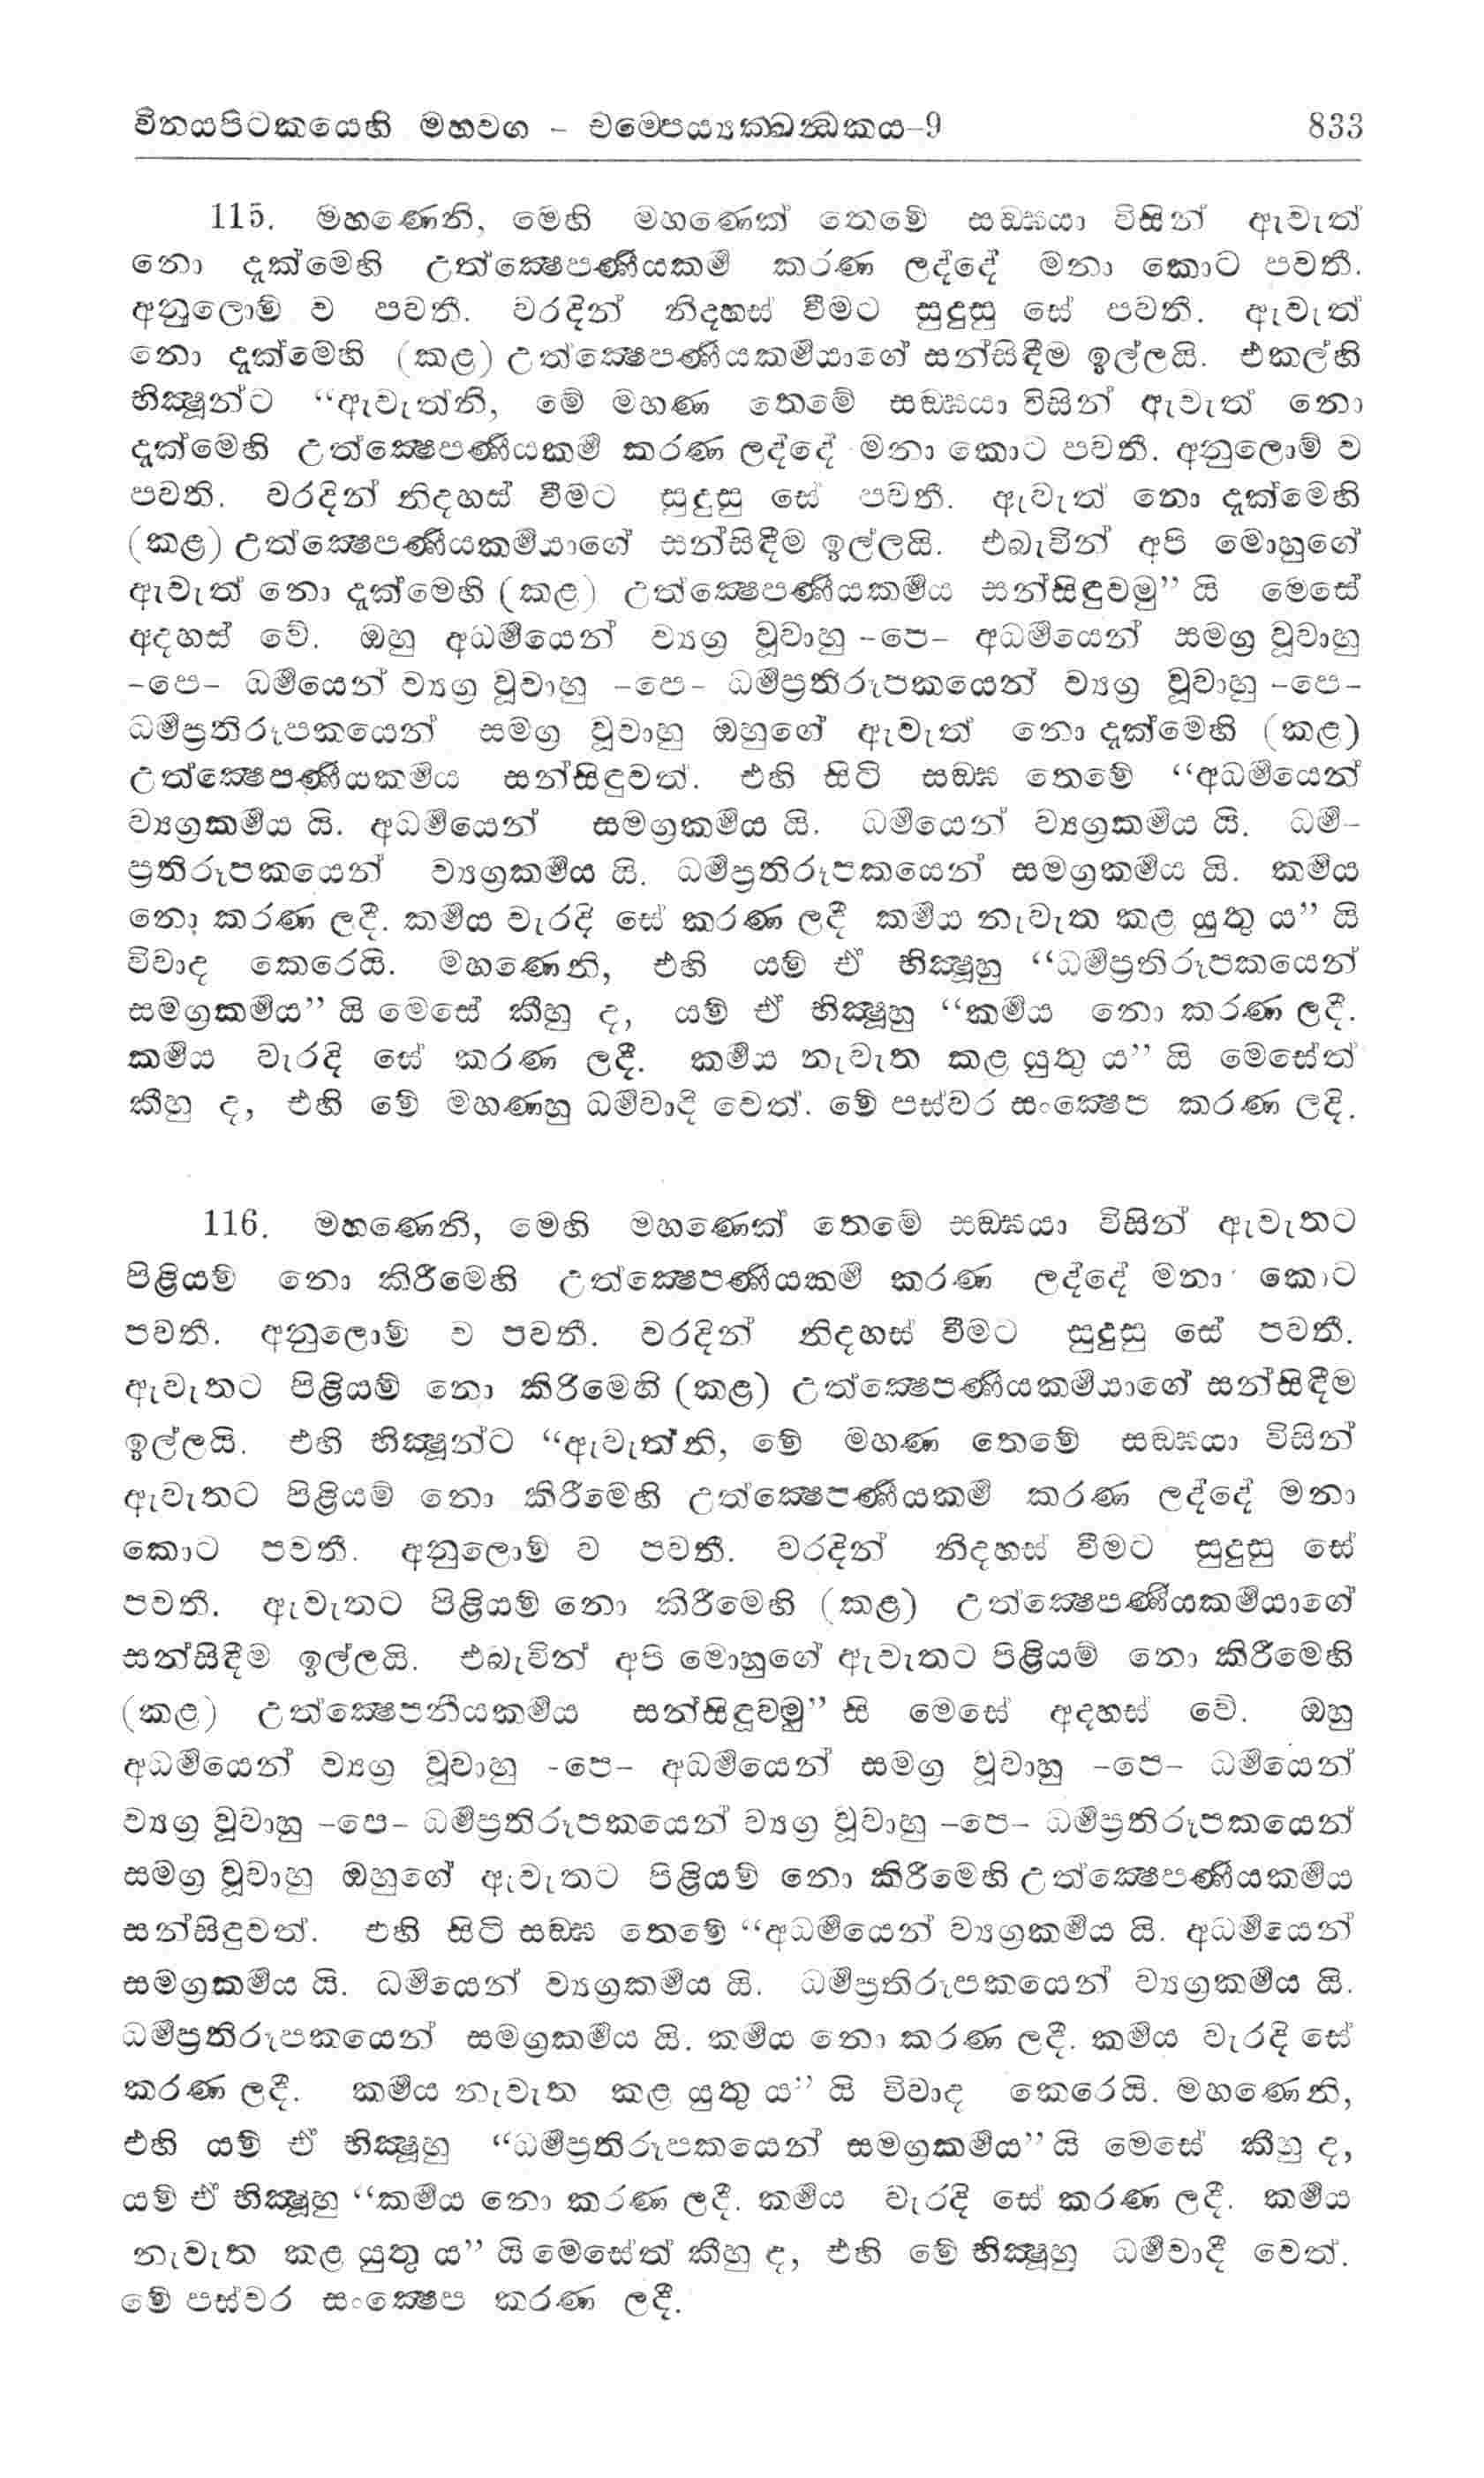 විනයපිටකයෙහි මහවග - චම්පෙය්‍යක්ඛන්ධකය-9 833
115. මහණෙනි, මෙහි මහණෙක් තෙමේ සඞ්ඝයා විසින් ඇවැත්
නො දැක්මෙහි උත්ක්‍ෂෙපණීයකර්ම කරණ ලද්දේ මනා කොට පවතී.
අනුලොම් ව පවතී. වරදින් නිදහස් වීමට සුදුසු සේ පවතී. ඇවැත්
නො දැක්මෙහි (කළ) උත්ක්‍ෂෙපණීයකර්මයාගේ සන්සිඳීම ඉල්ලයි. එකල්හි
භික්‍ෂූන්ට “ඇවැත්නි, මේ මහණ තෙමේ සඞ්ඝයා විසින් ඇවැත් නො
දැක්මෙහි උත්ක්‍ෂෙපණීයකර්ම කරණ ලද්දේ මනා කොට පවතී. අනුලොම් ව
පවති. වරදින් නිදහස් වීමට සුදුසු සේ පවතී. ඇවැත් නො දැක්මෙහි
(කළ) උත්ක්‍ෂෙපණීයකර්මයාගේ සන්සිඳීම ඉල්ලයි. එබැවින් අපි මොහුගේ
ඇවැත් නො දැක්මෙහි (කළ) උත්ක්‍ෂෙපණීයකර්මය සන්සිඳුවමු” යි මෙසේ
අදහස් වේ. ඔහු අධර්මයෙන් ව්‍යග්‍ර වූවාහු -පෙ- අධර්මයෙන් සමග්‍ර වූවාහු
-පෙ- ධර්මයෙන් ව්‍යග්‍ර වූවාහු -පෙ- ධර්මප්‍රතිරූපකයෙන් ව්‍යග්‍ර වූවාහු -පෙ-
ධර්මප්‍රතිරූපකයෙන් සමග්‍ර වූවාහු ඔහුගේ ඇවැත් නො දැක්මෙහි (කළ)
උත්ක්‍ෂෙපණීයකර්මය සන්සිඳුවත්. එහි සිටි සඞ්ඝ තෙමේ “අධර්මයෙන්
ව්‍යග්‍රකර්මය යි. අධර්මයෙන් සමග්‍රකර්මය යි. ධර්මයෙන් ව්‍යග්‍රකර්මය යි. ධර්ම-
ප්‍රතිරූපකයෙන් ව්‍යග්‍රකර්මය යි. ධර්මප්‍රතිරූපකයෙන් සමග්‍රකර්මය යි. කර්මය
නො කරණ ලදී. කර්මය වැරදි සේ කරණ ලදී කර්මය නැවැත කළ යුතු ය” යි
විවාද කෙරෙයි. මහණෙනි, එහි යම් ඒ භික්‍ෂූහු “ධර්මප්‍රතිරූපකයෙන්
සමග්‍රකර්මය” යි මෙසේ කීහු ද, යම් ඒ භික්‍ෂූහු “කර්මය නො කරණ ලදී.
කර්මය වැරදි සේ කරණ ලදී. කර්මය නැවැත කළ යුතු ය” යි මෙසේත්
කීහු ද, එහි මේ මහණහු ධර්මවාදි වෙත්. මේ පස්වර සංක්‍ෂෙප කරණ ලදි.
116. මහණෙනි, මෙහි මහණෙක් තෙමේ සඞ්ඝයා විසින් ඇවැතට
පිළියම් නො කිරීමෙහි උත්ක්‍ෂෙපණීයකර්ම කරණ ලද්දේ මනා කොට
පවතී. අනුලොම් ව පවතී. වරදින් නිදහස් වීමට සුදුසු සේ පවතී.
ඇවැතට පිළියම් නො කිරීමෙහි (කළ) උත්ක්‍ෂෙපණීයකර්මයාගේ සන්සිඳීම
ඉල්ලයි. එහි භික්‍ෂූන්ට “ඇවැත්නි, මේ මහණ තෙමේ සඞ්ඝයා විසින්
ඇවැතට පිළියම් නො කිරීමෙහි උත්ක්‍ෂෙපණීයකර්ම කරණ ලද්දේ මනා
කොට පවතී. අනුලොම් ව පවතී. වරදින් නිදහස් වීමට සුදුසු සේ
පවතී. ඇවැතට පිළියම් නො කිරීමෙහි (කළ) උත්ක්‍ෂෙපණීයකර්මයාගේ
සන්සිඳීම ඉල්ලයි. එබැවින් අපි මොහුගේ ඇවැතට පිළියම් නො කිරීමෙහි
(කළ) උත්ක්‍ෂෙපනීයකර්මය සන්සිඳුවමු” සි මෙසේ අදහස් වේ. ඔහු
අධර්මයෙන් ව්‍යග්‍ර වූවාහු -පෙ- අධර්මයෙන් සමග්‍ර වූවාහු -පෙ- ධර්මයෙන්
ව්‍යග්‍ර වූවාහු -පෙ- ධර්මප්‍රතිරූපකයෙන් ව්‍යග්‍ර වූවාහු -පෙ- ධර්මප්‍රතිරූපකයෙන්
සමග්‍ර වූවාහු ඔහුගේ ඇවැතට පිළියම් නො කිරීමෙහි උත්ක්‍ෂෙපණීයකර්මය
සන්සිඳුවත්. එහි සිටි සඞ්ඝ තෙමේ “අධර්මයෙන් ව්‍යග්‍රකර්මය යි. අධර්මයෙන්
සමග්‍රකර්මය යි. ධර්මයෙන් ව්‍යග්‍රකර්මය යි. ධර්මප්‍රතිරූපකයෙන් ව්‍යග්‍රකර්මය යි.
ධර්මප්‍රතිරූපකයෙන් සමග්‍රකර්මය යි. කර්මය නො කරණ ලදී. කර්මය වැරදි සේ
කරණ ලදී. කර්මය නැවැත කළ යුතු ය” යි විවාද කෙරෙයි. මහණෙනි,
එහි යම් ඒ භික්‍ෂූහු “ධර්මප්‍රතිරූපකයෙන් සමග්‍රකර්මය” යි මෙසේ කීහු ද,
යම් ඒ භික්‍ෂූහු “කර්මය නො කරණ ලදී. කර්මය වැරදි සේ කරණ ලදී. කර්මය
නැවැත කළ යුතු ය” යි මෙසේත් කීහු ද, එහි මේ භික්‍ෂූහු ධර්මවාදී වෙත්.
මේ පස්වර සංක්‍ෂෙප කරණ ලදී.